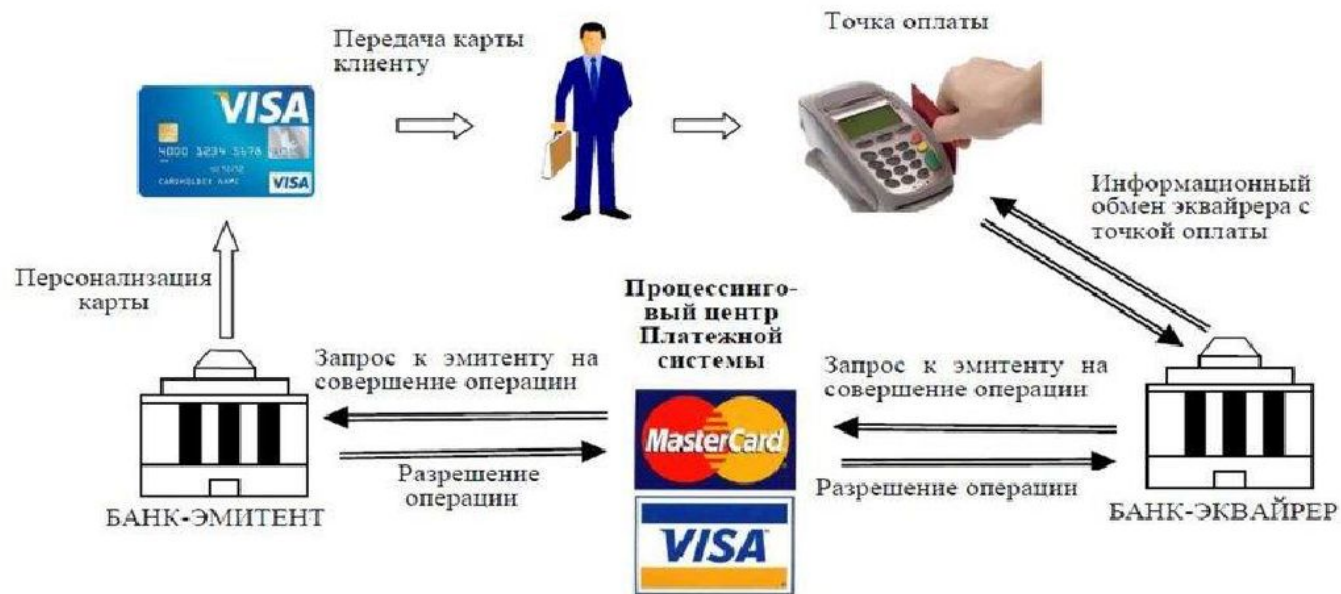 Передача карты
клиенту
Точка оплаты
VISA
4000 1234 5678
CARDHOLDER NAME
VISA
Информационный
обмен эквайрера с
точкой оплаты
Персонализация
карты
Процессинго-
вый центр
Платежной
системы
Запрос к эмитенту на
совершение операции
Запрос к эмитенту на
совершение операции
MasterCard
Разрешение
операции
Разрешение операции
БАНК-ЭМИТЕНТ
VISA
БАНК-ЭКВАЙРЕР